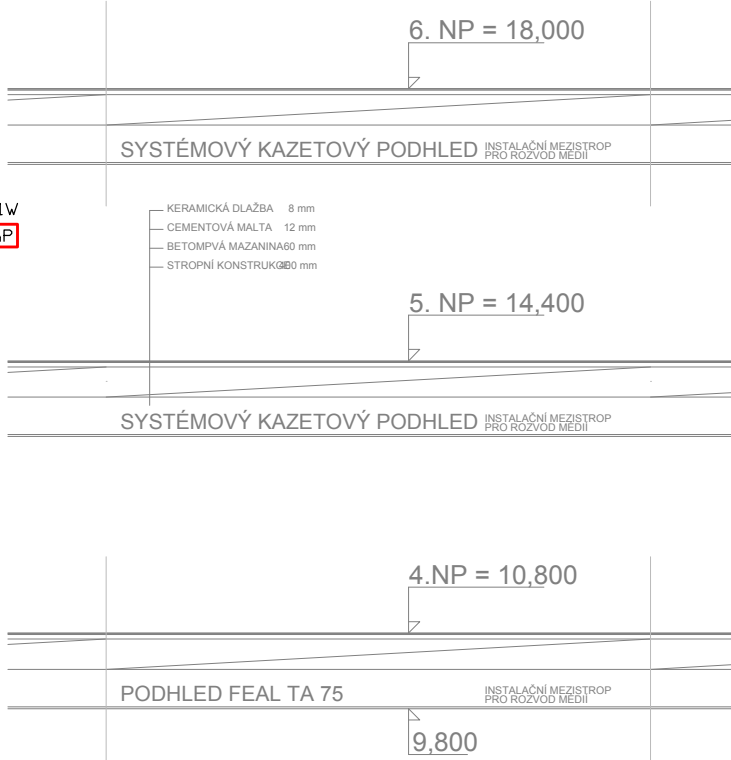 6. NP = 18,000
SYSTÉMOVÝ KAZETOVÝ PODHLED
INSTALAČNÍ MEZISTROP
PRO ROZVOD MÉDIÍ
KERAMICKÁ DLAŽBA 8 mm
CEMENTOVÁ MALTA 12 mm
BETOMPVÁ MAZANINA60 mm
STROPNÍ mm
5. NP = 14,400
SYSTÉMOVÝ KAZETOVÝ PODHLED
INSTALAČNÍ MEZISTROP
PRO ROZVOD MÉDIÍ
4.NP = 10,800
PODHLED FEAL TA 75
INSTALAČNÍ MEZISTROP
PRO ROZVOD MÉDIÍ
9,800